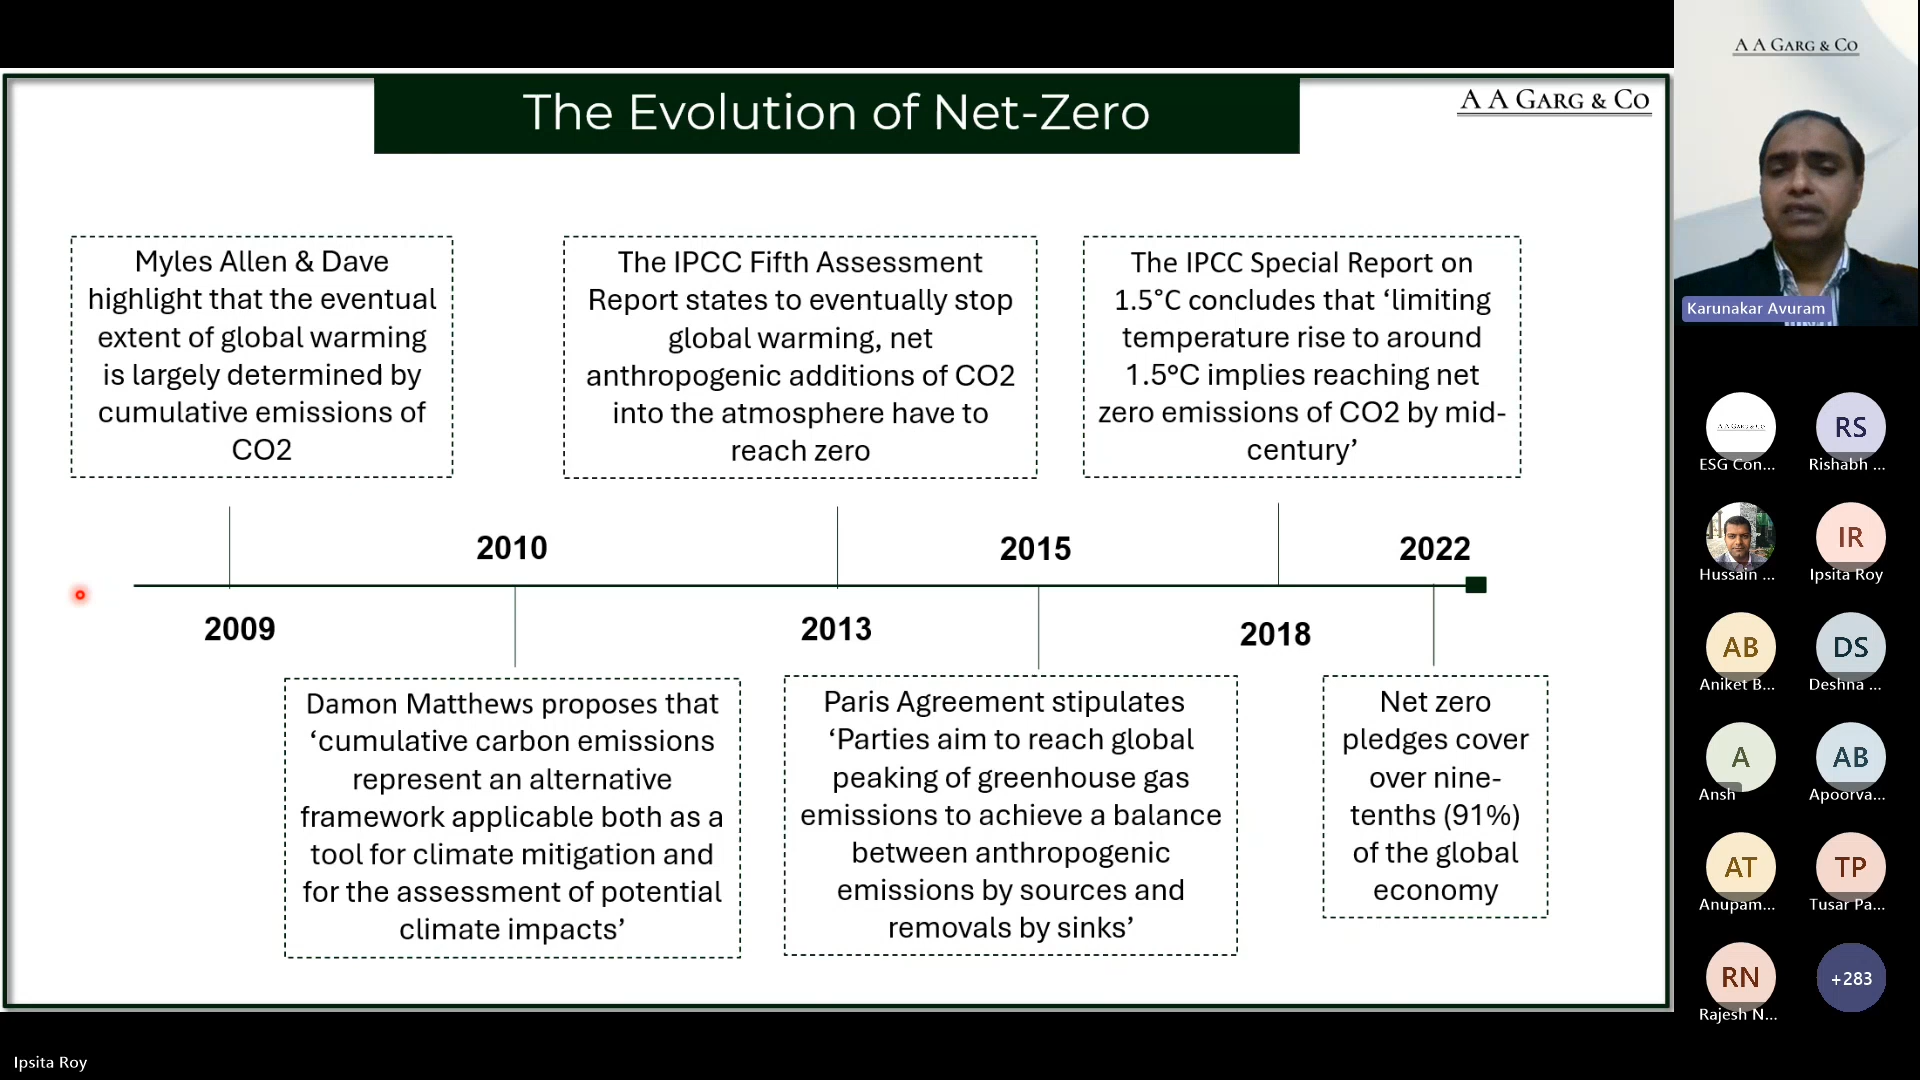 The Evolution of Net-Zero
A A GARG & CO
Myles Allen & Dave
highlight that the eventual
extent of global warming
is largely determined by
cumulative emissions of
CO2
The IPCC Fifth Assessment
Report states to eventually stop
global warming, net
anthropogenic additions of CO2
into the atmosphere have to
reach zero
The IPCC Special Report on
1.5°C concludes that ‘limiting
temperature rise to around
1.5°C implies reaching net
zero emissions of CO2 by mid-
century’
2010
2015
2022
2009
2013
2018
Damon Matthews proposes that
‘cumulative carbon emissions
represent an alternative
framework applicable both as a
tool for climate mitigation and
for the assessment of potential
climate impacts’
Paris Agreement stipulates
‘Parties aim to reach global
peaking of greenhouse gas
emissions to achieve a balance
between anthropogenic
emissions by sources and
removals by sinks’
Net zero
pledges cover
over nine-
tenths (91%)
of the global
economy
A A GARG & CO
Karunakar Avuram
A A GARG & CO
ESG Con...
RS
Rishabh ...
Hussain ...
IR
Ipsita Roy
AB
Aniket B...
DS
Deshna ...
A
Ansh
AB
Apoorva...
AT
Anupam...
TP
Tusar Pa...
RN
Rajesh N...
+283
Ipsita Roy